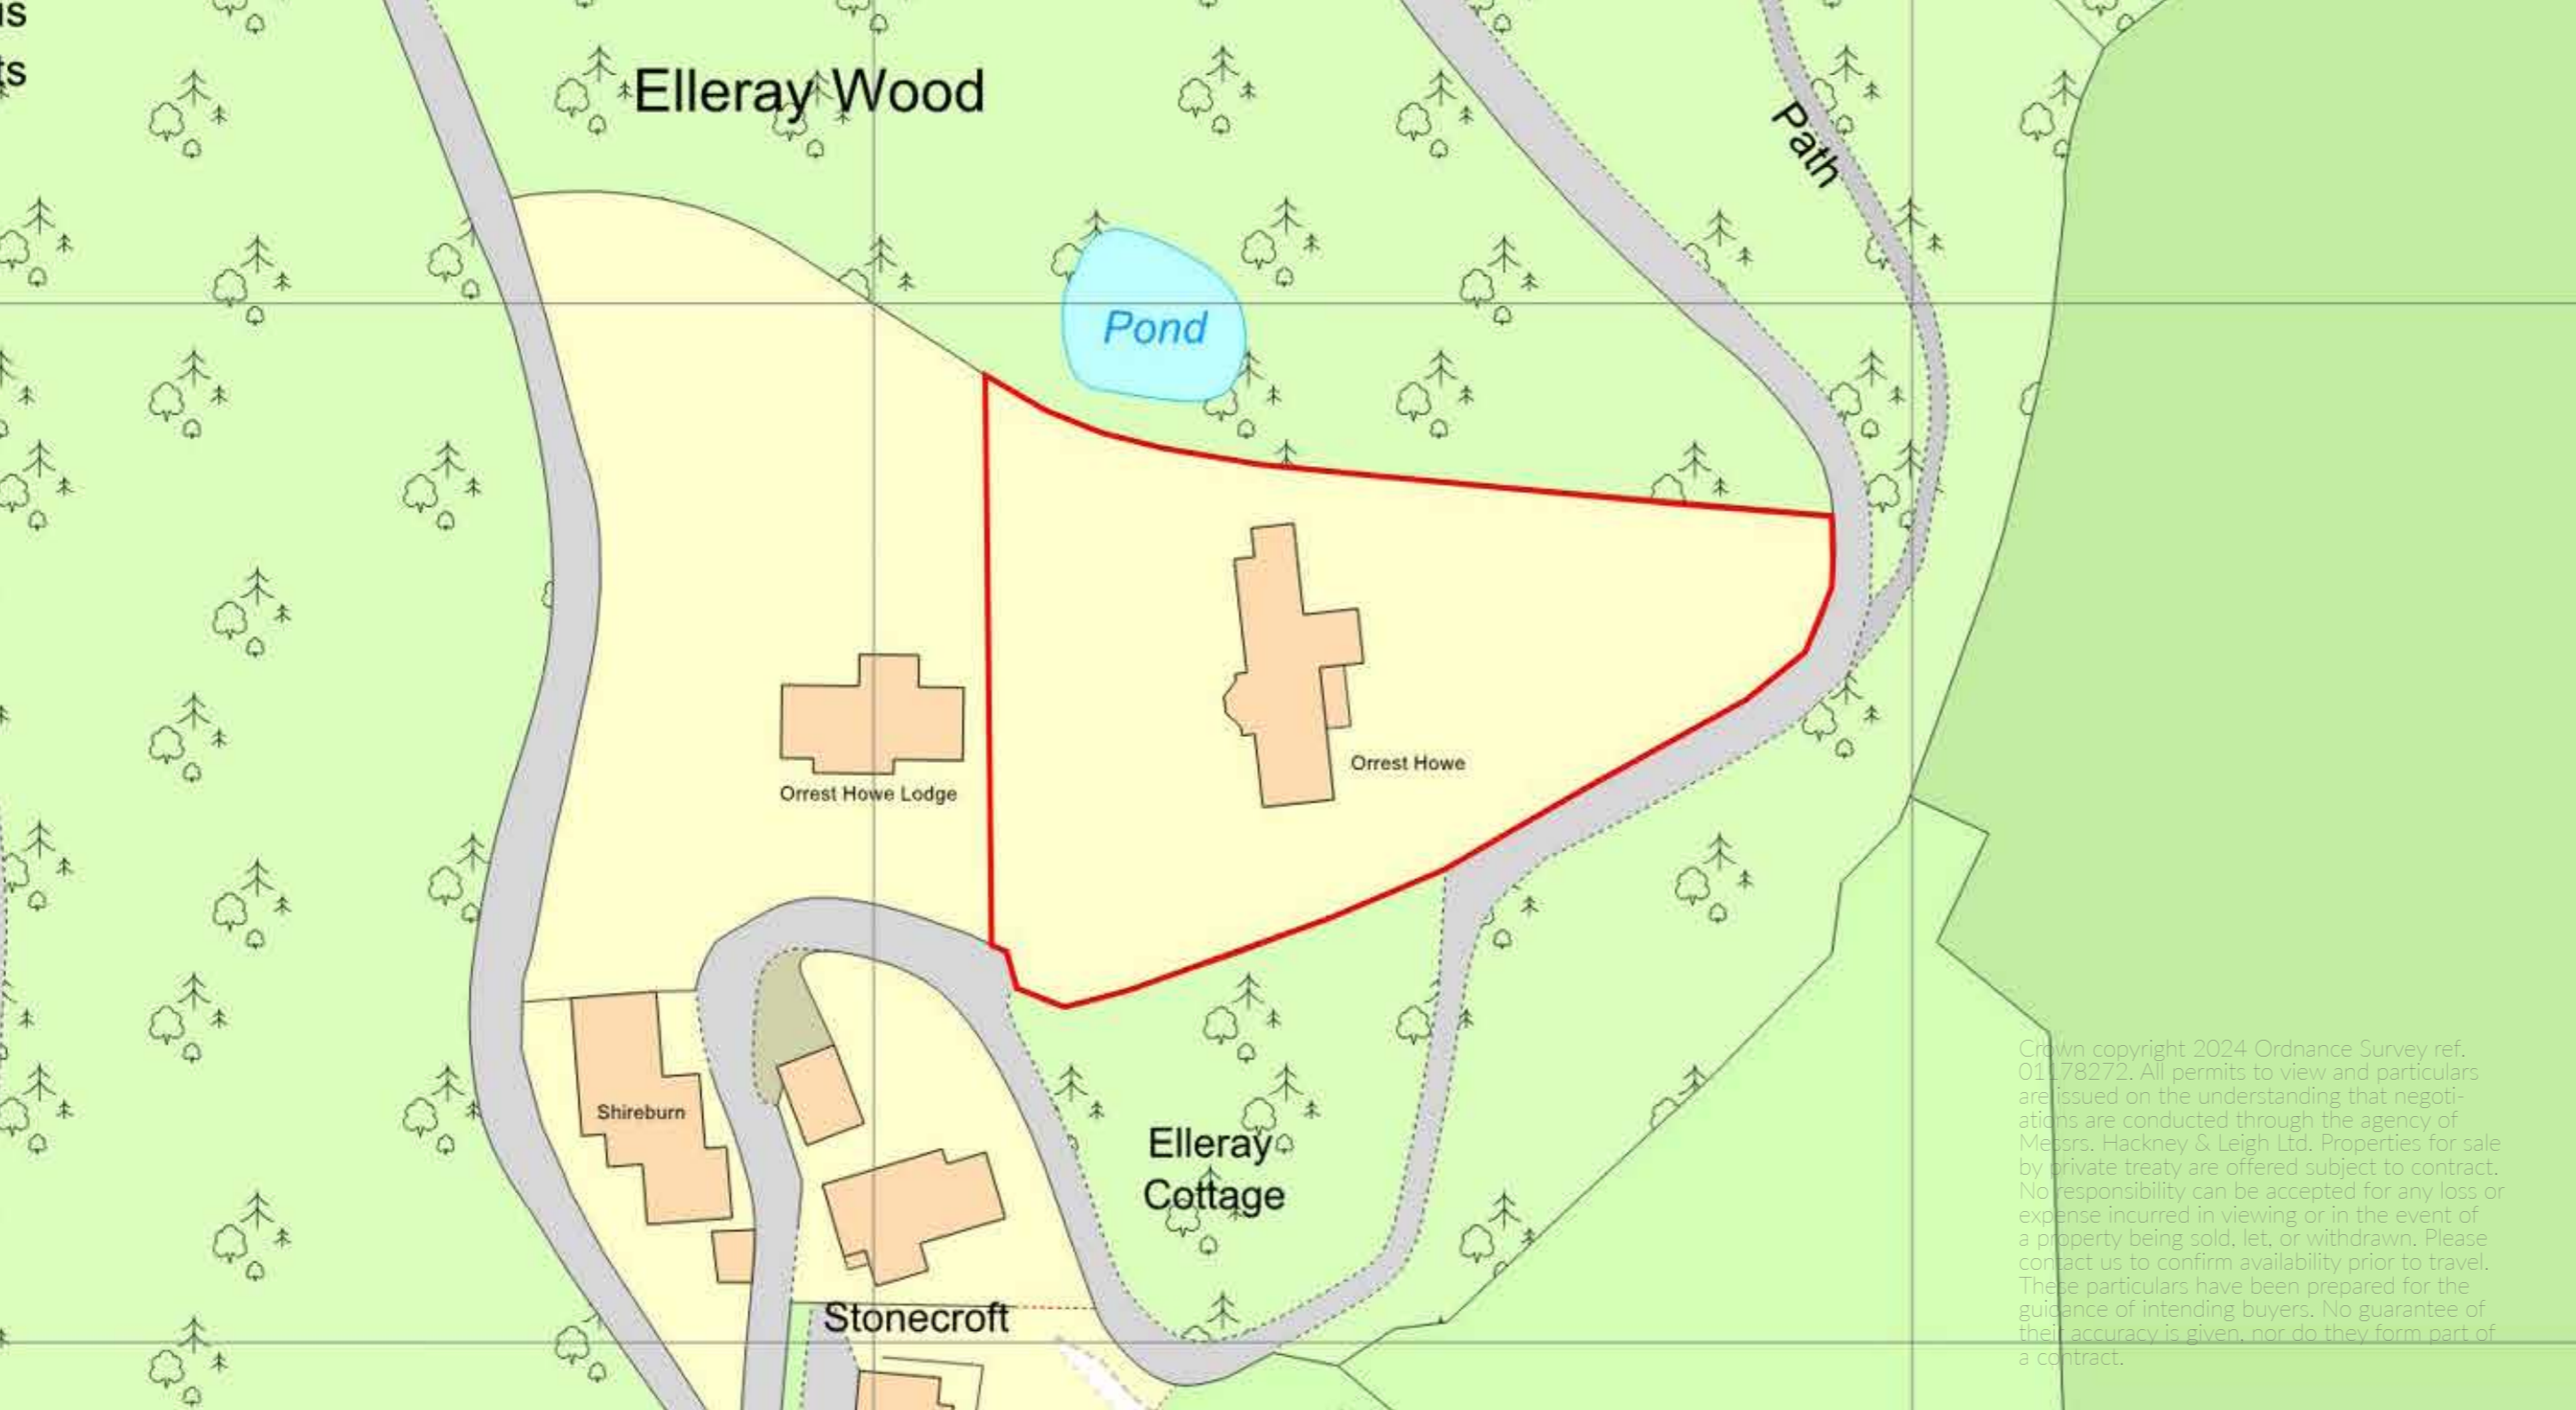 Elleray Wood
Path
Pond
Orrest Howe
Orrest Howe Lodge
Shireburn
Elleray
Cottage
Stonecroft
Crown copyright 2024 Ordnance Survey ref.
01178272. All permits to view and particulars
are issued on the understanding that negoti-
ations are conducted through the agency of
Messrs. Hackney & Leigh Ltd. Properties for sale
by private treaty are offered subject to contract.
No responsibility can be accepted for any loss or
expense incurred in viewing or in the event of
a property being sold, let, or withdrawn. Please
contact us to confirm availability prior to travel.
These particulars have been prepared for the
guidance of intending buyers. No guarantee of
their accuracy is given, nor do they form part of
a contract.